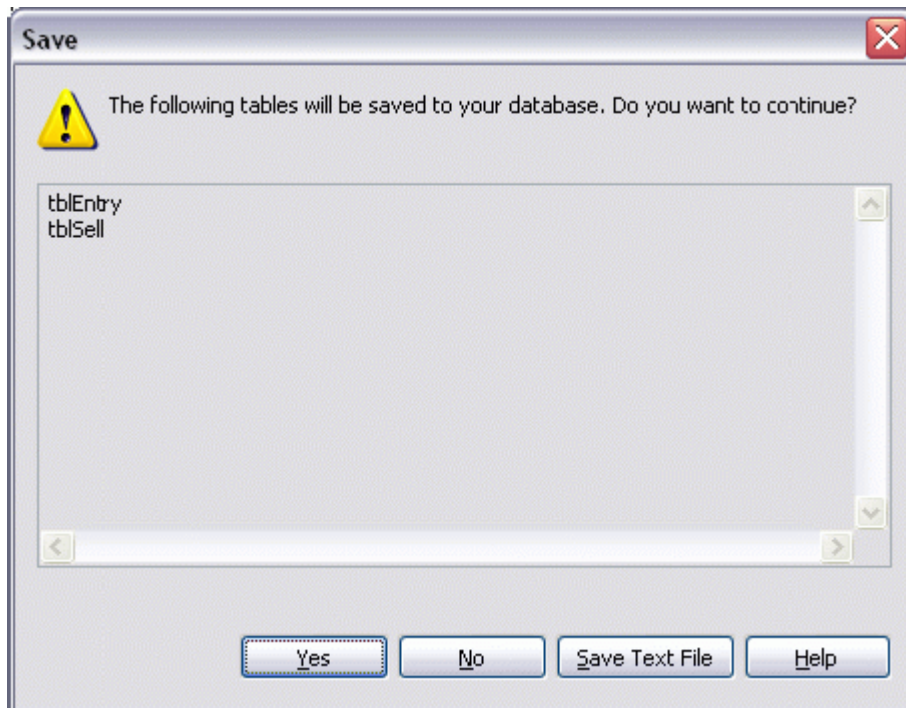 Save
The following tables will be saved to your database. Do you want to continue?
tblEntry
tblSell
Yes
No
Save Text File
Help